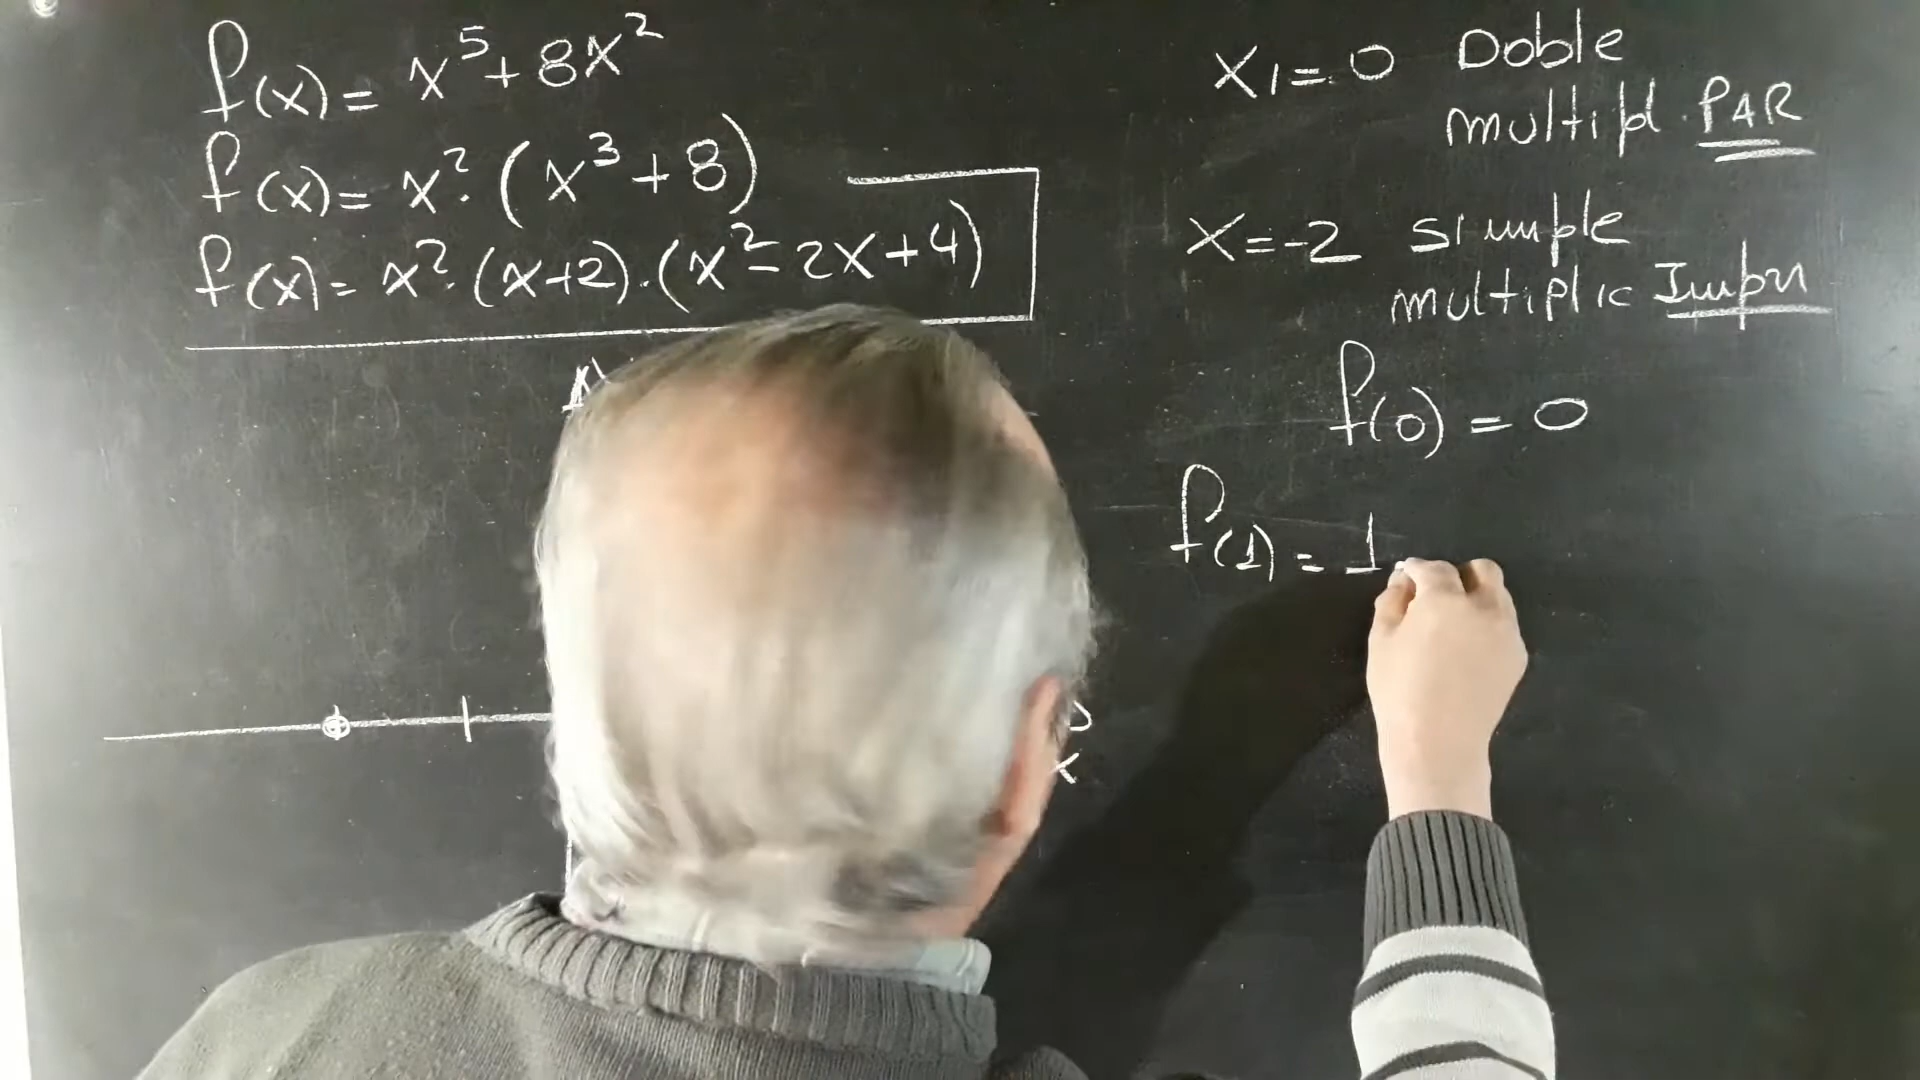 f(x) = x⁵ + 8x²
f(x) = x² · (x³ + 8)
f(x) = x² · (x+2) · (x² - 2x + 4)
x₁ = 0 Doble
multipl. PAR
x = -2 simple
multiplic Impar
f(0) = 0
f(1) = 1
x